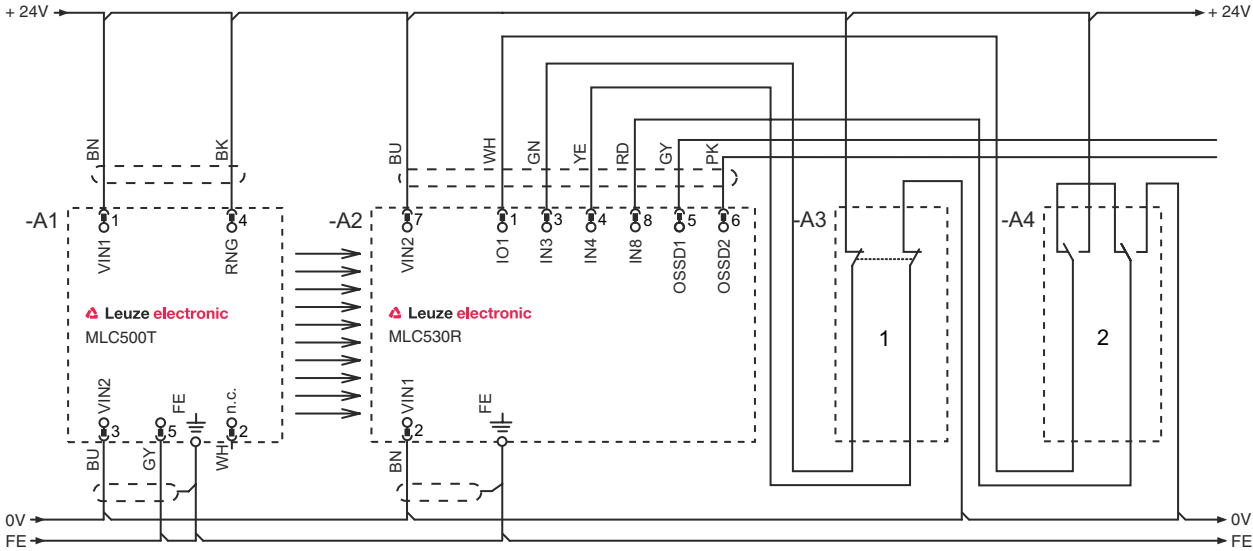 + 24V
+ 24V
BN
BK
BU
WH
GN
YE
RD
GY
PK
-A1
1
4
-A2
7
1
3
4
8
5
6
-A3
-A4
VIN1
RNG
VIN2
IO1
IN3
IN4
IN8
OSSD1
OSSD2
Leuze electronic
MLC500T
Leuze electronic
MLC530R
1
2
VIN2
FE
n.c.
VIN1
FE
3
5
2
2
BU
GY
WH
BN
0V
0V
FE
FE